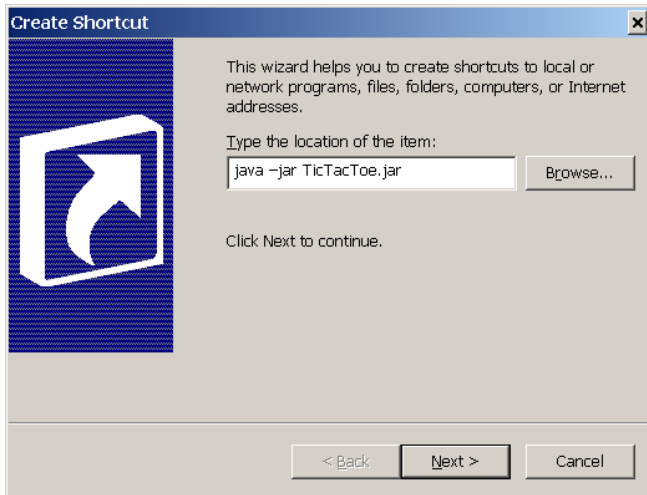 Create Shortcut
This wizard helps you to create shortcuts to local or
network programs, files, folders, computers, or Internet
addresses.
Type the location of the item:
java –jar TicTacToe.jar
Browse...
Click Next to continue.
< Back
Next >
Cancel